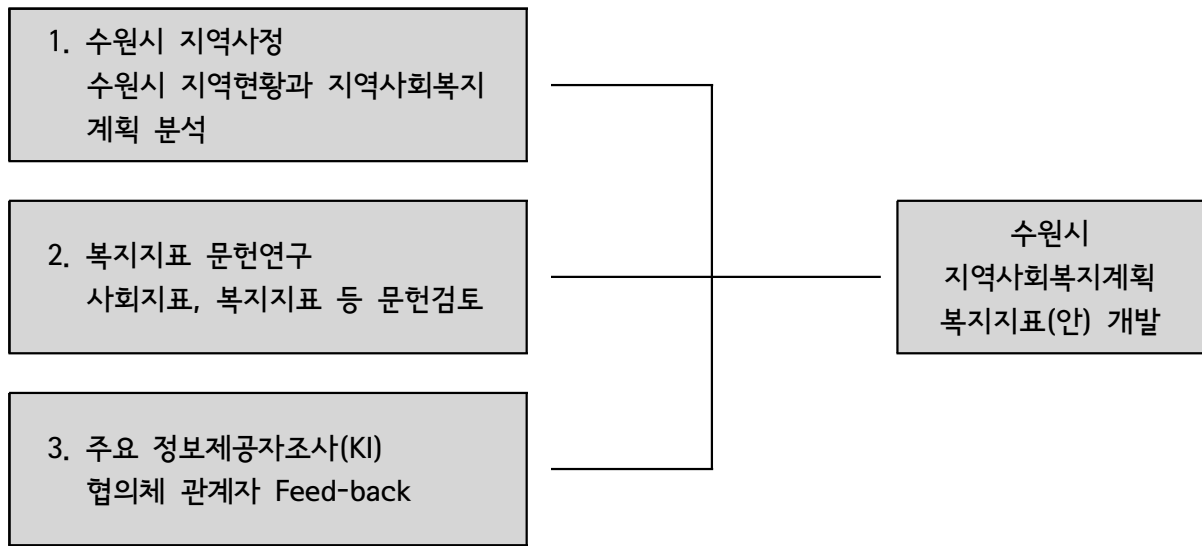 1. 수원시 지역사정
수원시 지역현황과 지역사회복지
계획 분석
2. 복지지표 문헌연구
사회지표, 복지지표 등 문헌검토
3. 주요 정보제공자조사(KI)
협의체 관계자 Feed-back
수원시
지역사회복지계획
복지지표(안) 개발